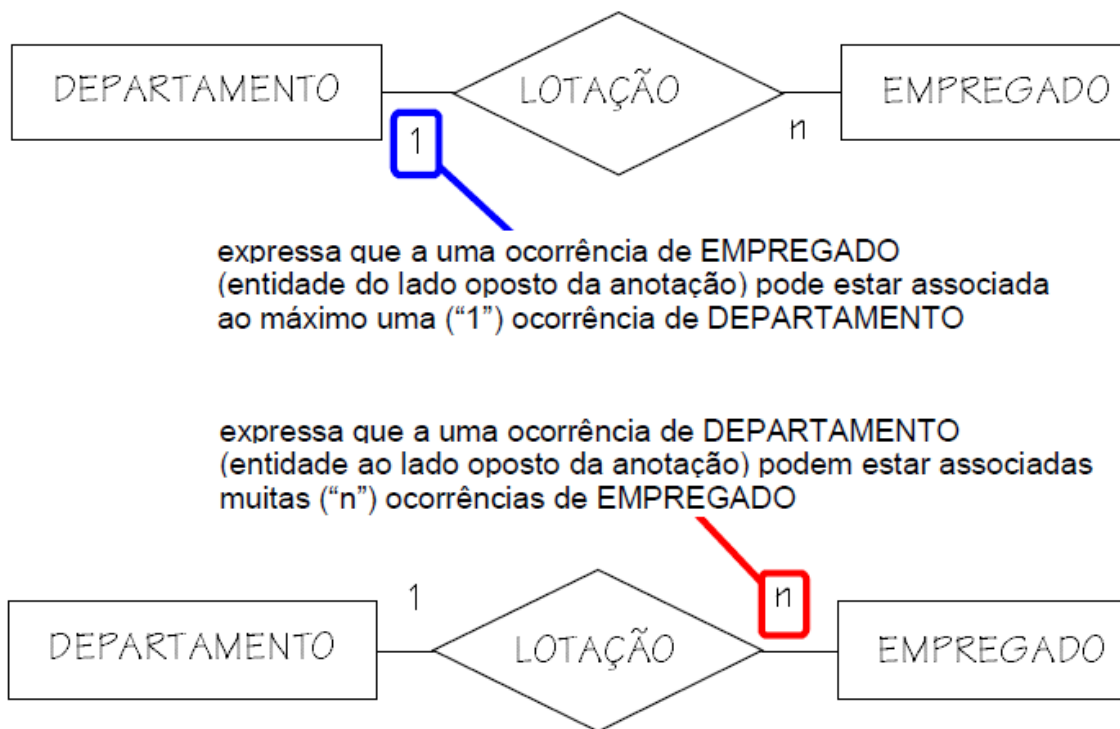 DEPARTAMENTO LOTAÇÃO EMPREGADO
1 n
expressa que a uma ocorrência de EMPREGADO
(entidade do lado oposto da anotação) pode estar associada
ao máximo uma (“1”) ocorrência de DEPARTAMENTO
expressa que a uma ocorrência de DEPARTAMENTO
(entidade ao lado oposto da anotação) podem estar associadas
muitas (“n”) ocorrências de EMPREGADO
1 n
DEPARTAMENTO LOTAÇÃO EMPREGADO